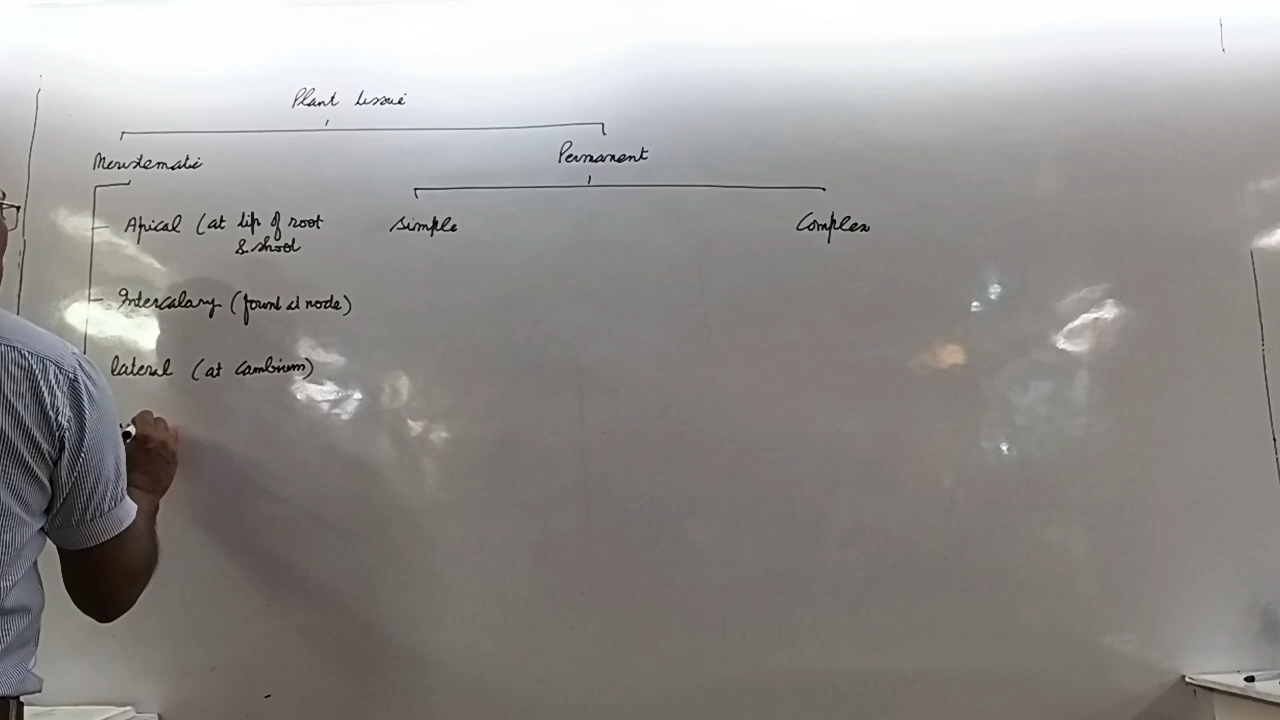 Plant tissue
Meristematic
Permanent
Apical (at tip of root
& shoot
Simple
Complex
Intercalary (found at node)
lateral (at Cambium)